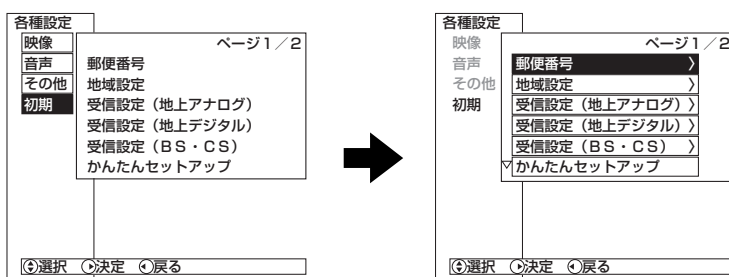 各種設定
映像
音声
その他
初期
ページ1／2
郵便番号
地域設定
受信設定（地上アナログ）
受信設定（地上デジタル）
受信設定（BS・CS）
かんたんセットアップ
選択 決定 戻る
各種設定
映像
音声
その他
初期
ページ1／2
郵便番号 〉
地域設定 〉
受信設定（地上アナログ）〉
受信設定（地上デジタル）〉
受信設定（BS・CS） 〉
▽かんたんセットアップ
選択 決定 戻る